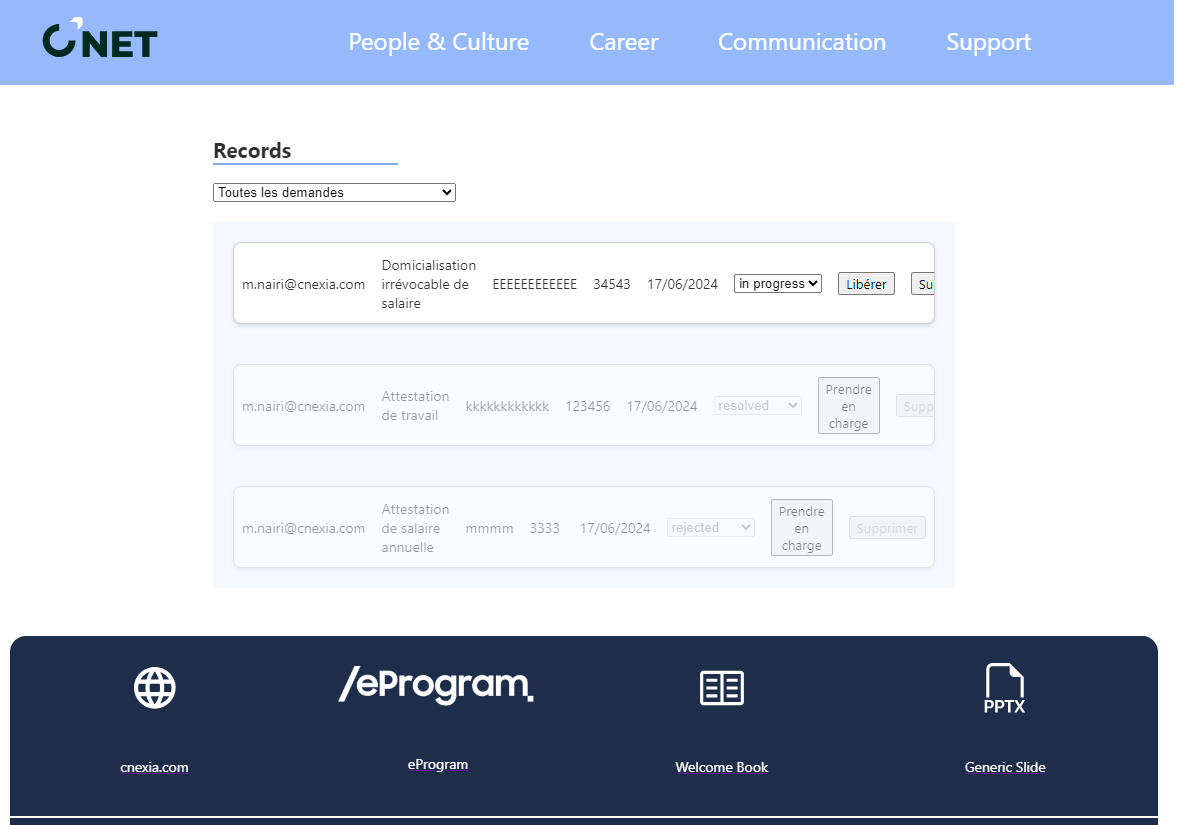 C'NET
People & Culture Career Communication Support
Records
Toutes les demandes
m.nairi@cnexia.com Domicialisation irrévocable de salaire EEEEEEEEEEEE 34543 17/06/2024 in progress Libérer Su
m.nairi@cnexia.com Attestation de travail kkkkkkkkkkkk 123456 17/06/2024 resolved Prendre en charge Supp
m.nairi@cnexia.com Attestation de salaire annuelle mmmm 3333 17/06/2024 rejected Prendre en charge Supprimer
/eProgram.
PPTX
cnexia.com eProgram Welcome Book Generic Slide